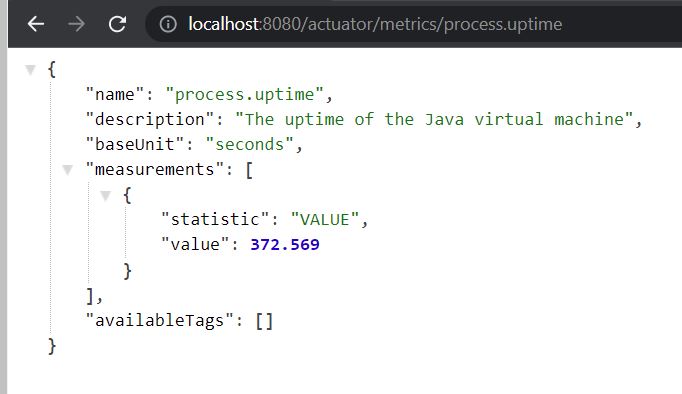 localhost:8080/actuator/metrics/process.uptime
{
"name": "process.uptime",
"description": "The uptime of the Java virtual machine",
"baseUnit": "seconds",
"measurements": [
{
"statistic": "VALUE",
"value": 372.569
}
],
"availableTags": []
}